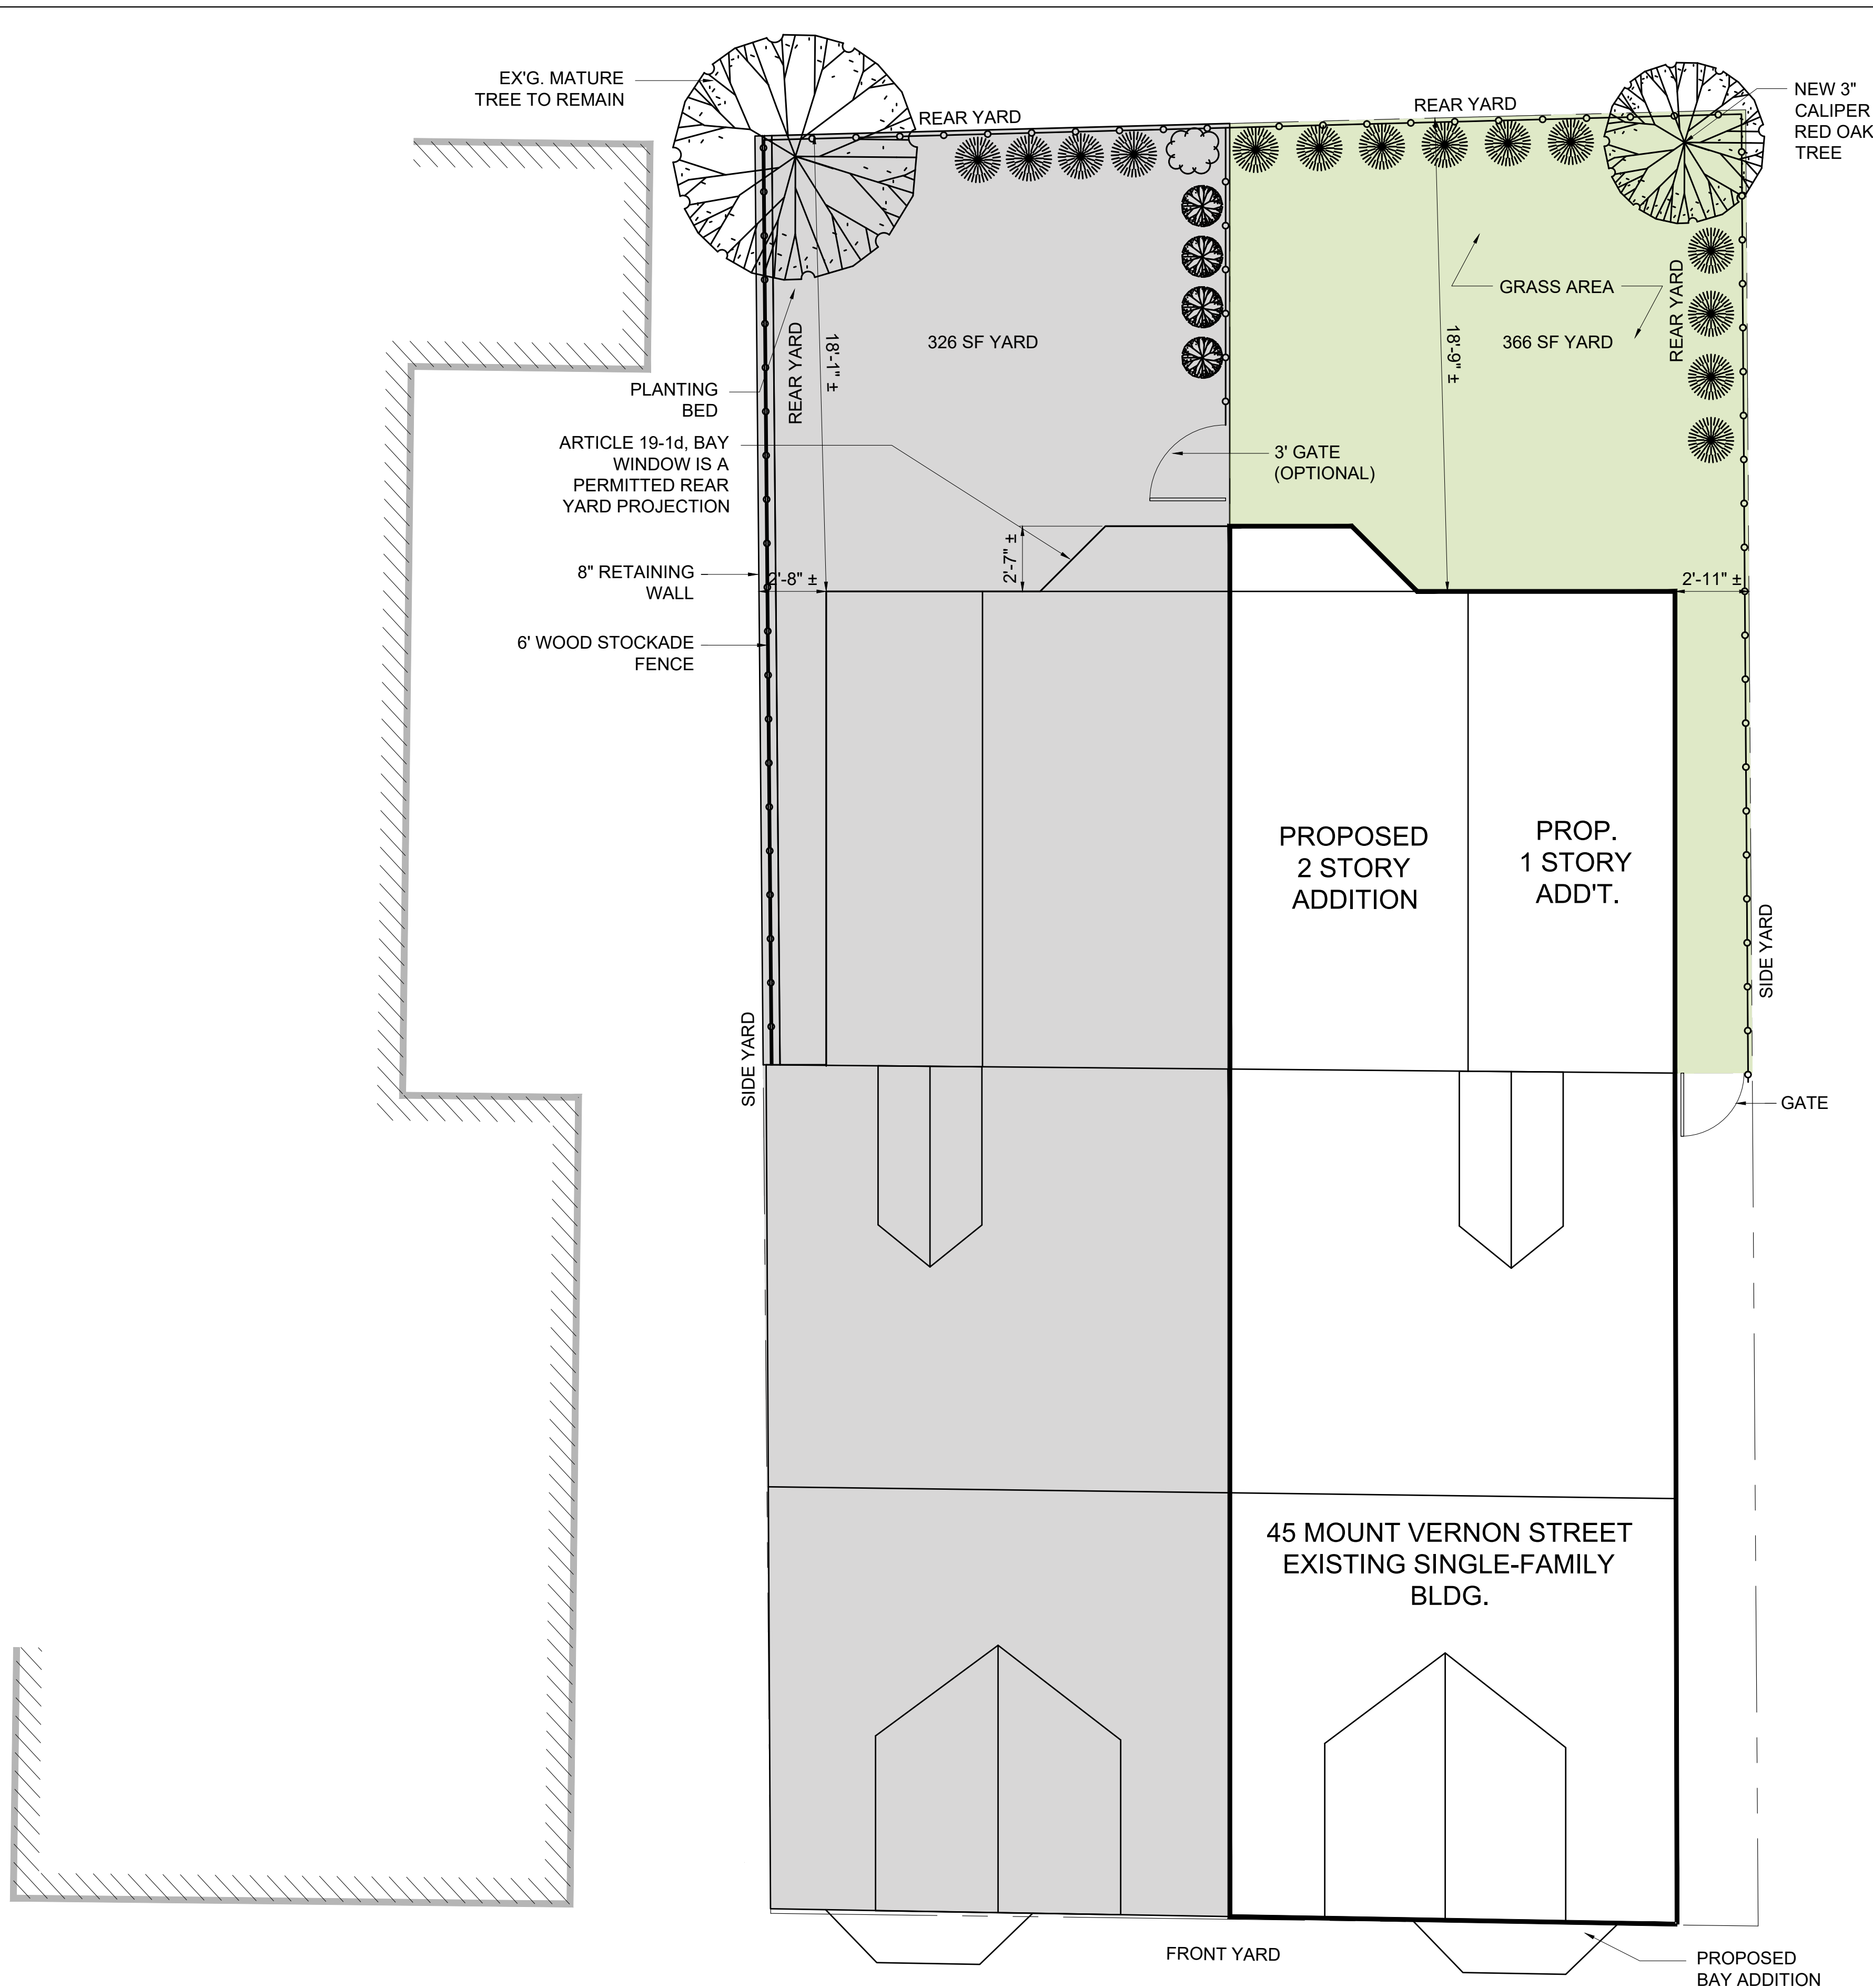 EX'G. MATURE
TREE TO REMAIN
REAR YARD
REAR YARD
NEW 3"
CALIPER
RED OAK
TREE
GRASS AREA
REAR YARD
326 SF YARD
366 SF YARD
REAR YARD
18'-1" ±
18'-9" ±
PLANTING
BED
ARTICLE 19-1d, BAY
WINDOW IS A
PERMITTED REAR
YARD PROJECTION
3' GATE
(OPTIONAL)
2'-7" ±
8" RETAINING
WALL
2'-8" ±
2'-11" ±
6' WOOD STOCKADE
FENCE
PROPOSED
2 STORY
ADDITION
PROP.
1 STORY
ADD'T.
SIDE YARD
SIDE YARD
GATE
45 MOUNT VERNON STREET
EXISTING SINGLE-FAMILY
BLDG.
FRONT YARD
PROPOSED
BAY ADDITION